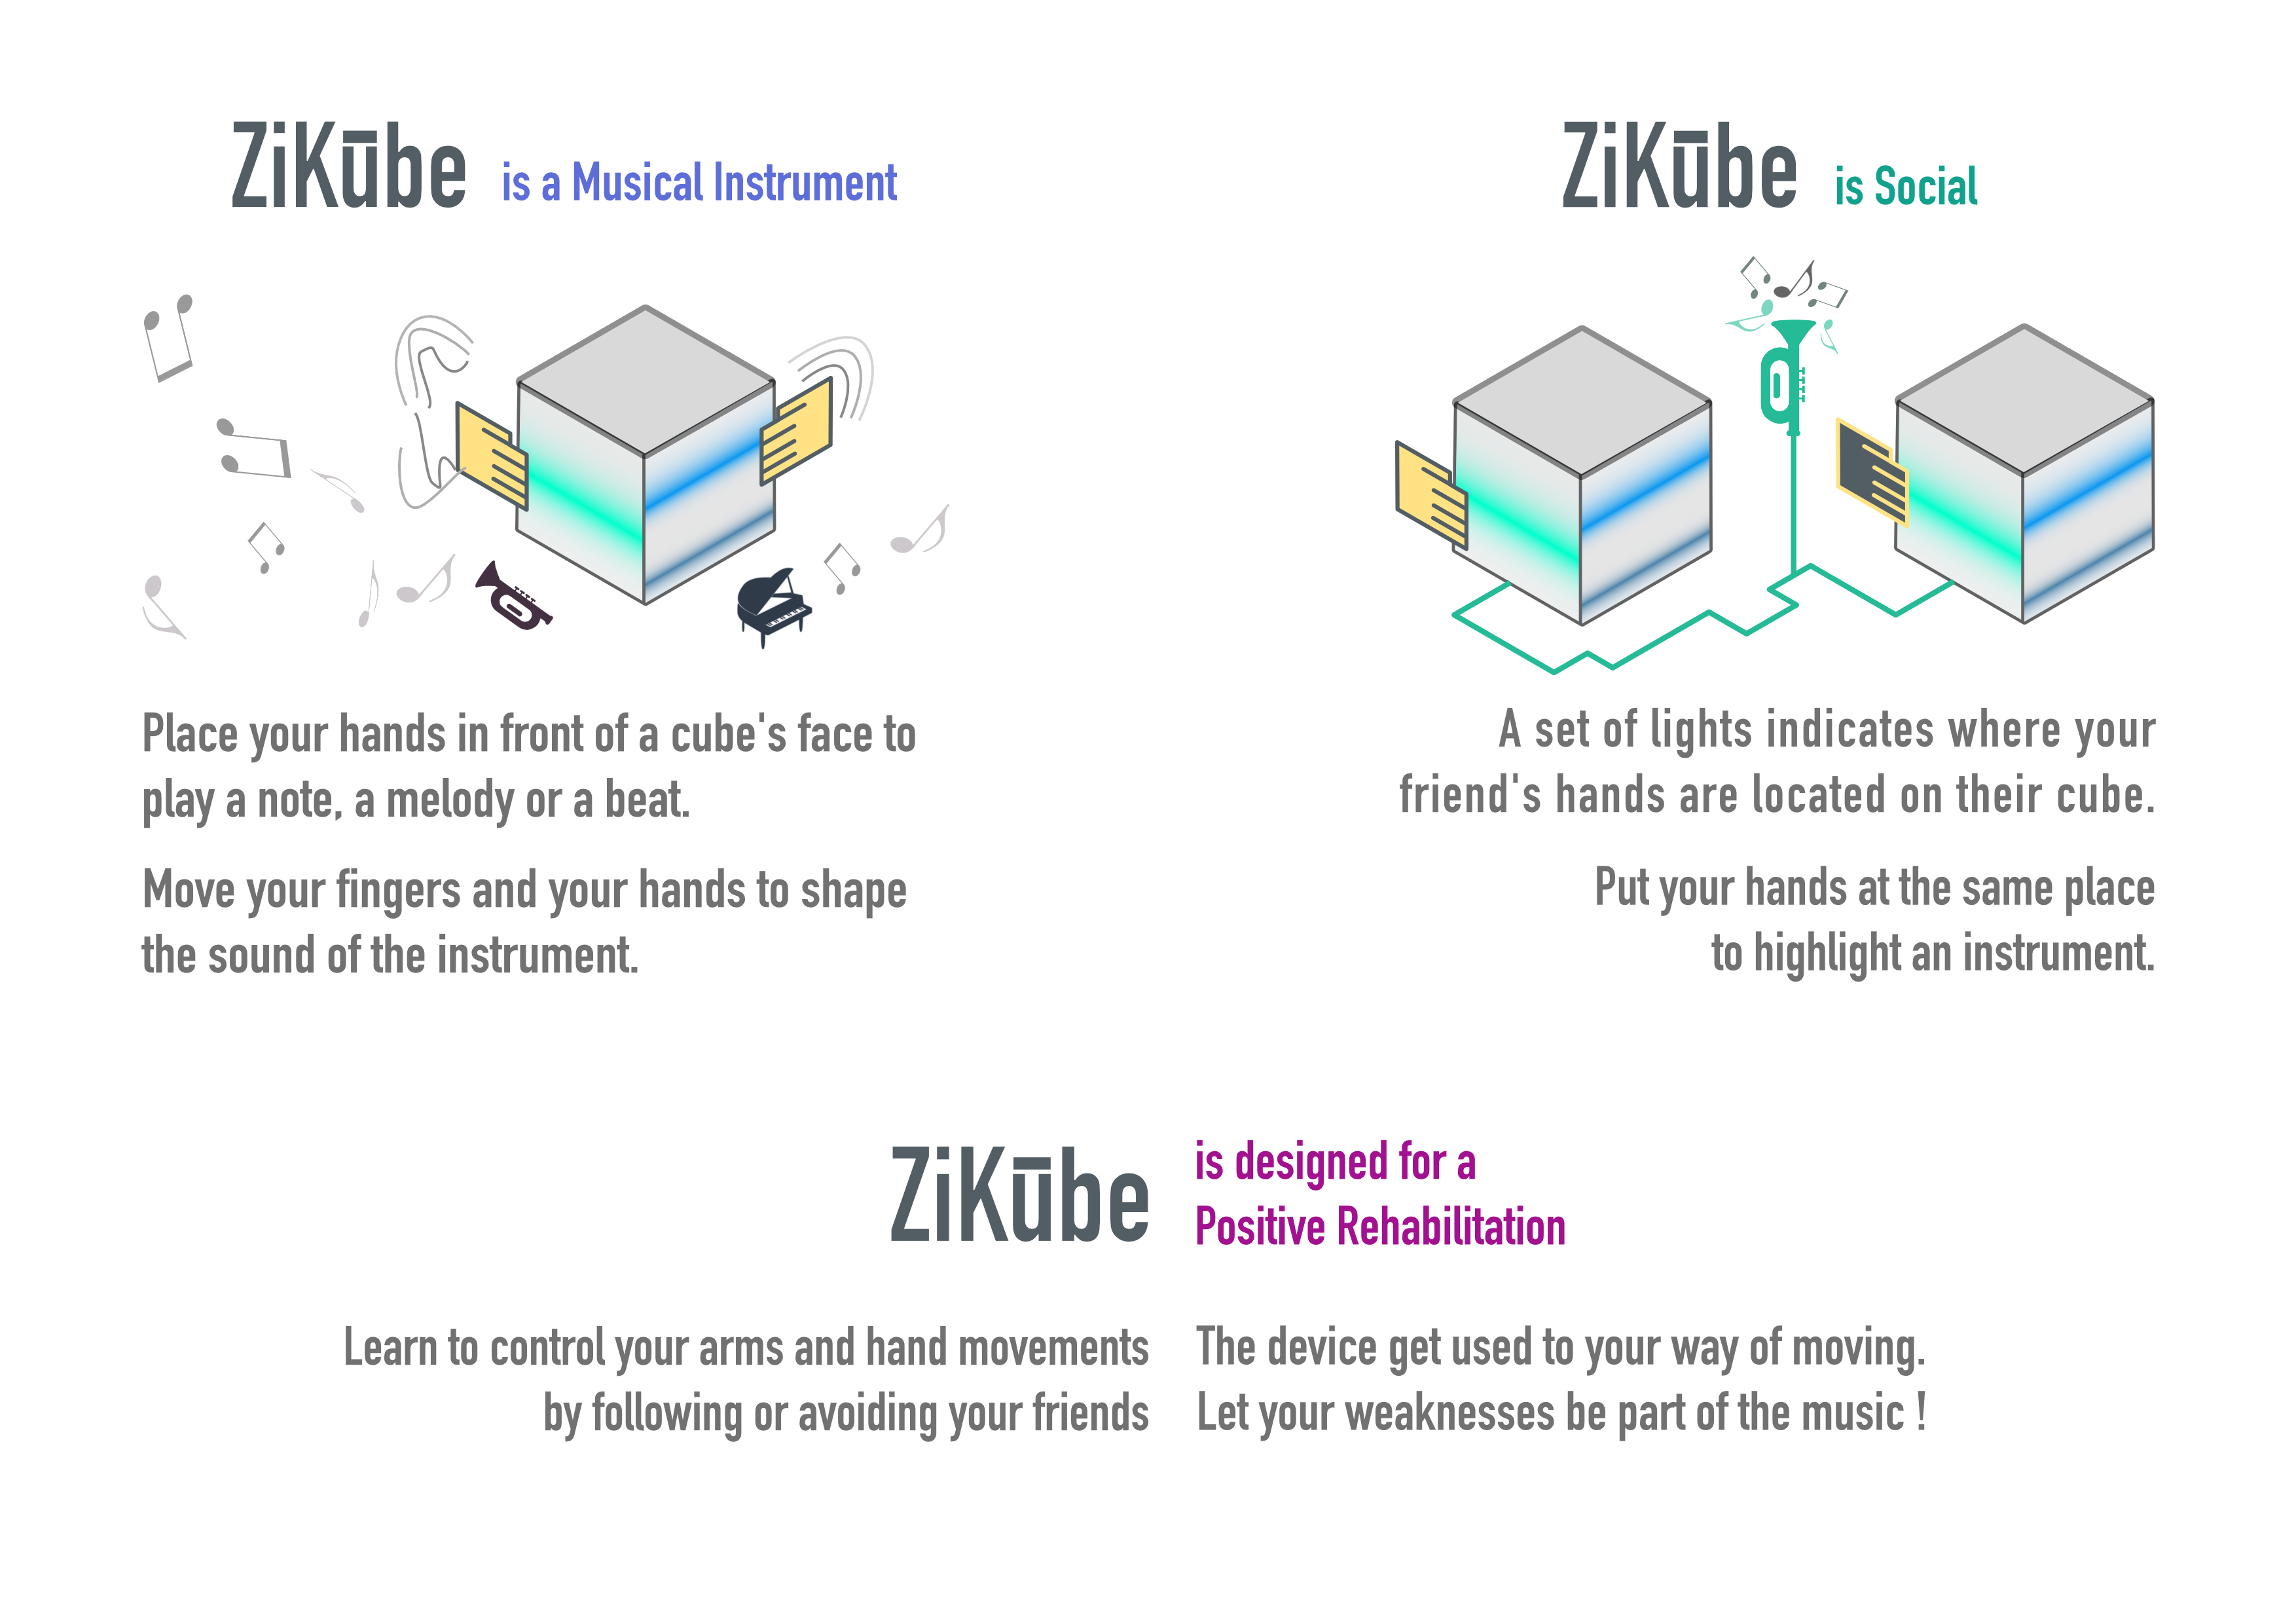 ZiKūbe is a Musical Instrument
Place your hands in front of a cube's face to
play a note, a melody or a beat.
Move your fingers and your hands to shape
the sound of the instrument.
ZiKūbe is Social
A set of lights indicates where your
friend's hands are located on their cube.
Put your hands at the same place
to highlight an instrument.
ZiKūbe
is designed for a
Positive Rehabilitation
Learn to control your arms and hand movements
by following or avoiding your friends
The device get used to your way of moving.
Let your weaknesses be part of the music !